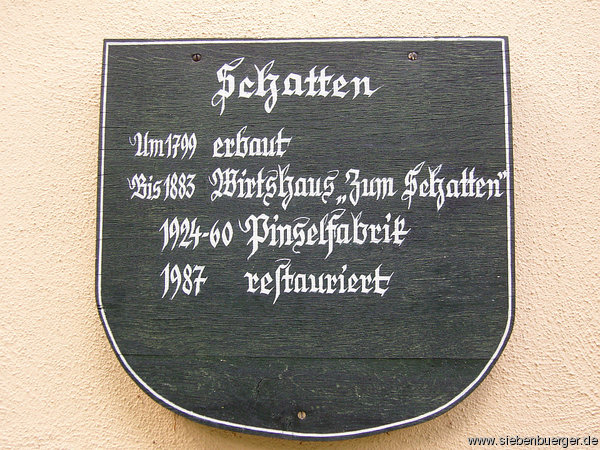 Schatten
Um 1799 erbaut
Bis 1883 Wirtshaus „Zum Schatten"
1924-60 Pinselfabrik
1987 reſtauriert
www.siebenbuerger.de